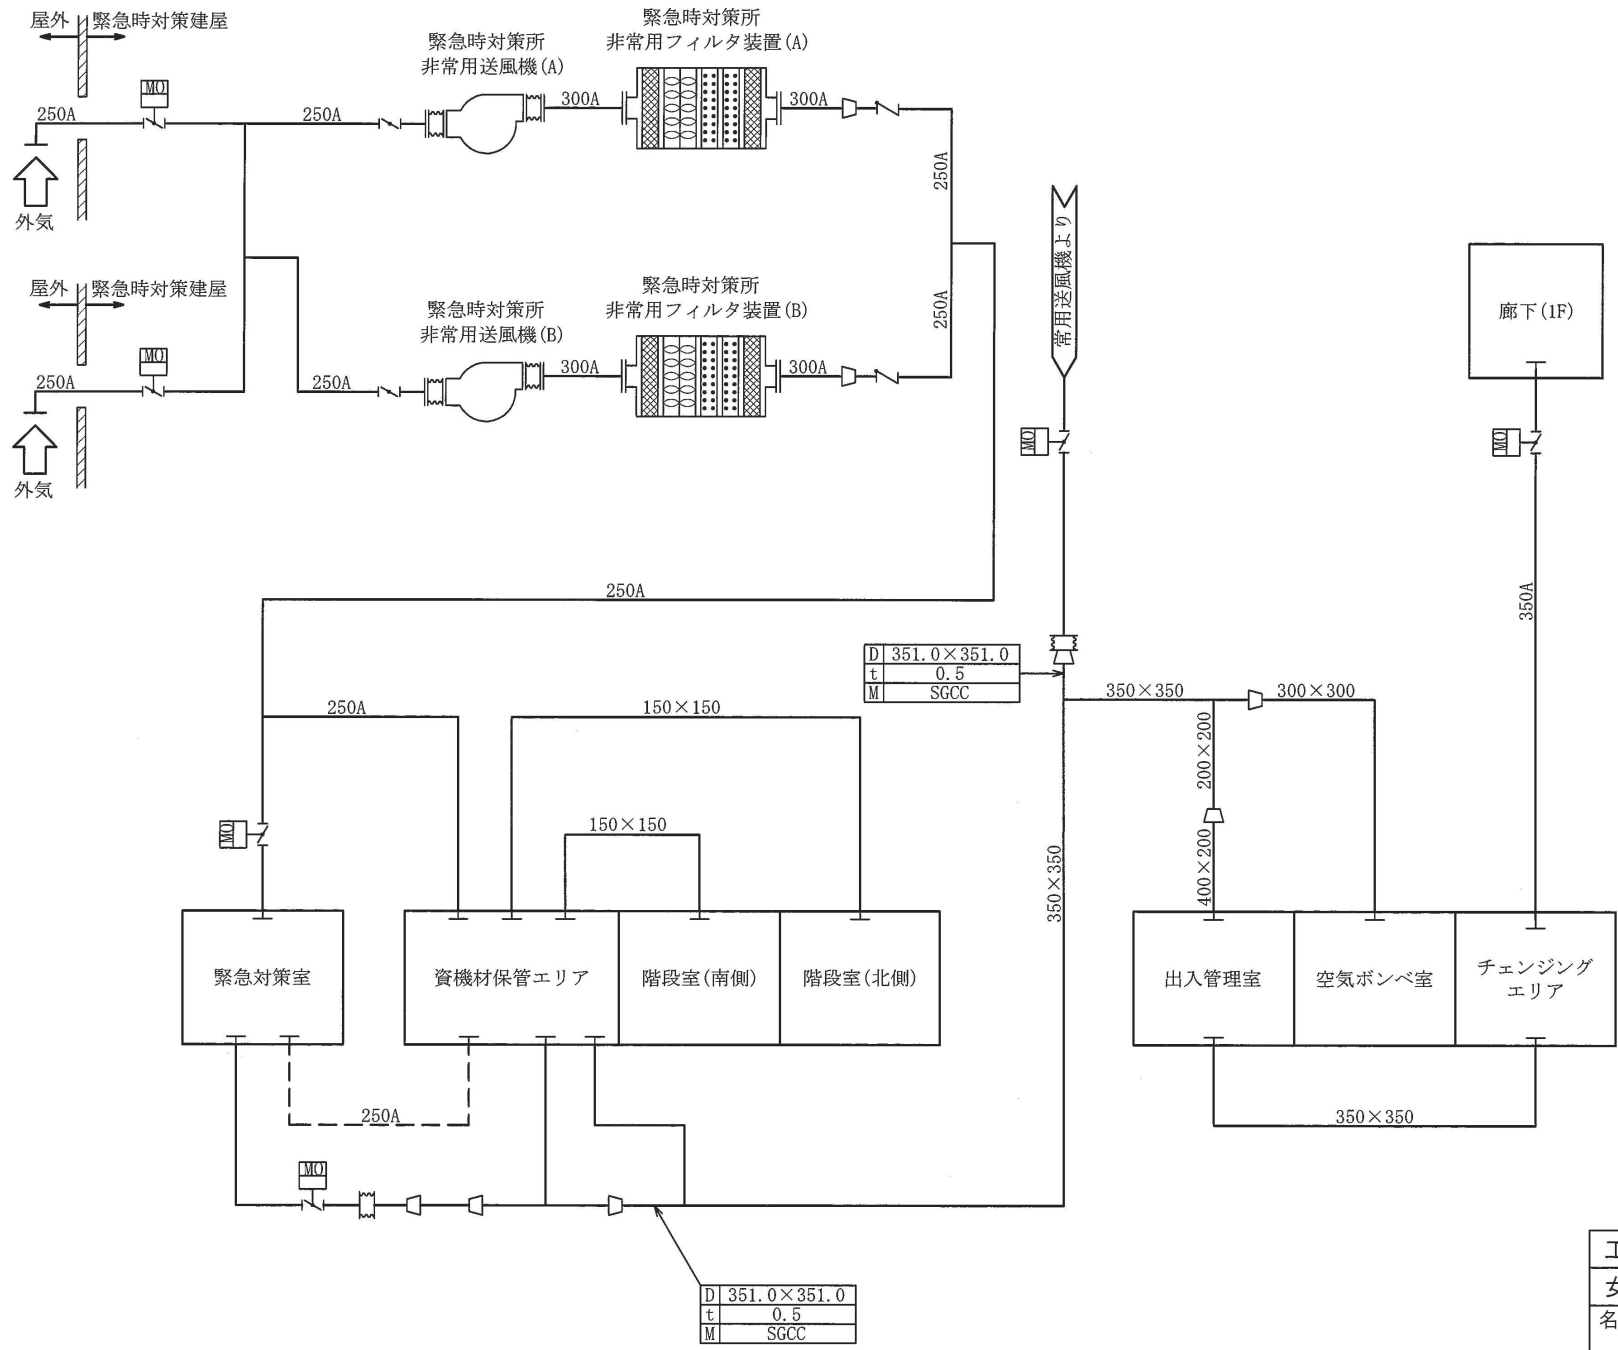 屋外
緊急時対策建屋
MO
250A
外気
250A
緊急時対策所
非常用送風機(A)
300A
緊急時対策所
非常用フィルタ装置(A)
300A
250A
屋外
緊急時対策建屋
MO
250A
外気
250A
緊急時対策所
非常用送風機(B)
300A
緊急時対策所
非常用フィルタ装置(B)
300A
250A
常用送風機より
MO
廊下(1F)
MO
350A
250A
D 351.0×351.0
t 0.5
M SGCC
350×350
300×300
200×200
400×200
350×350
250A
150×150
150×150
MO
緊急対策室
資機材保管エリア
階段室(南側)
階段室(北側)
出入管理室
空気ボンベ室
チェンジング
エリア
250A
350×350
MO
D 351.0×351.0
t 0.5
M SGCC
名